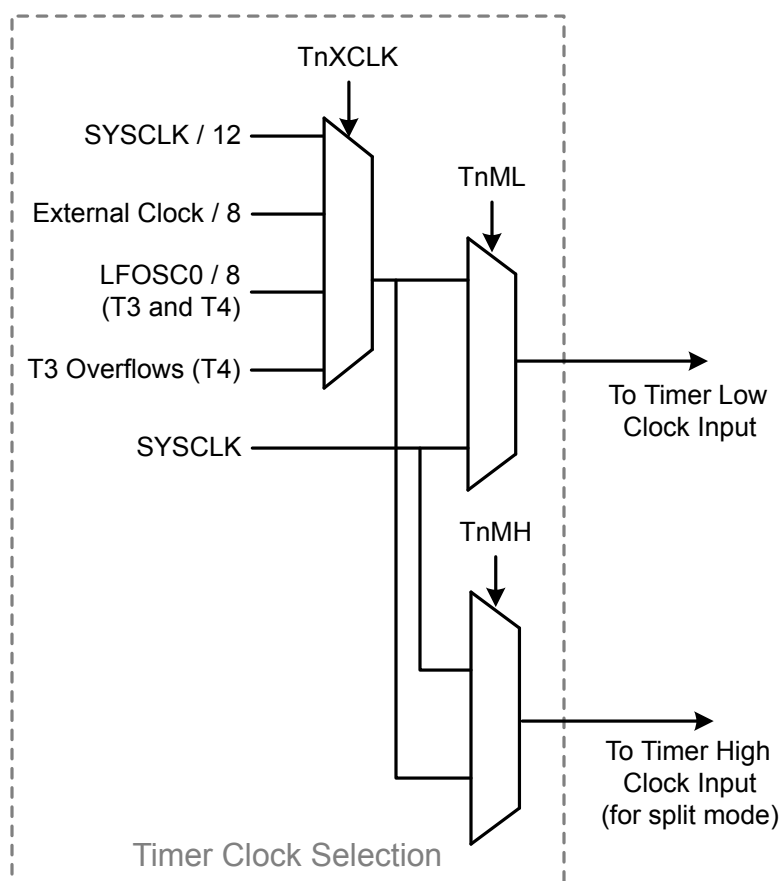 TnXCLK
SYSCLK / 12
TnML
External Clock / 8
LFOSC0 / 8
(T3 and T4)
T3 Overflows (T4)
To Timer Low
Clock Input
SYSCLK
TnMH
To Timer High
Clock Input
(for split mode)
Timer Clock Selection